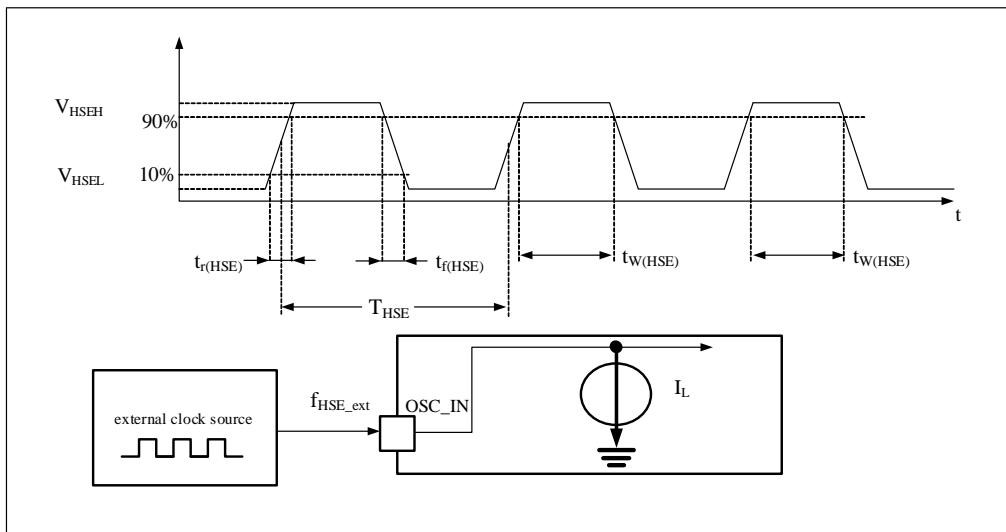 V_HSEH
90%
V_HSEL
10%
t
t_r(HSE)
t_f(HSE)
t_W(HSE)
t_W(HSE)
T_HSE
external clock source
f_HSE_ext
OSC_IN
I_L